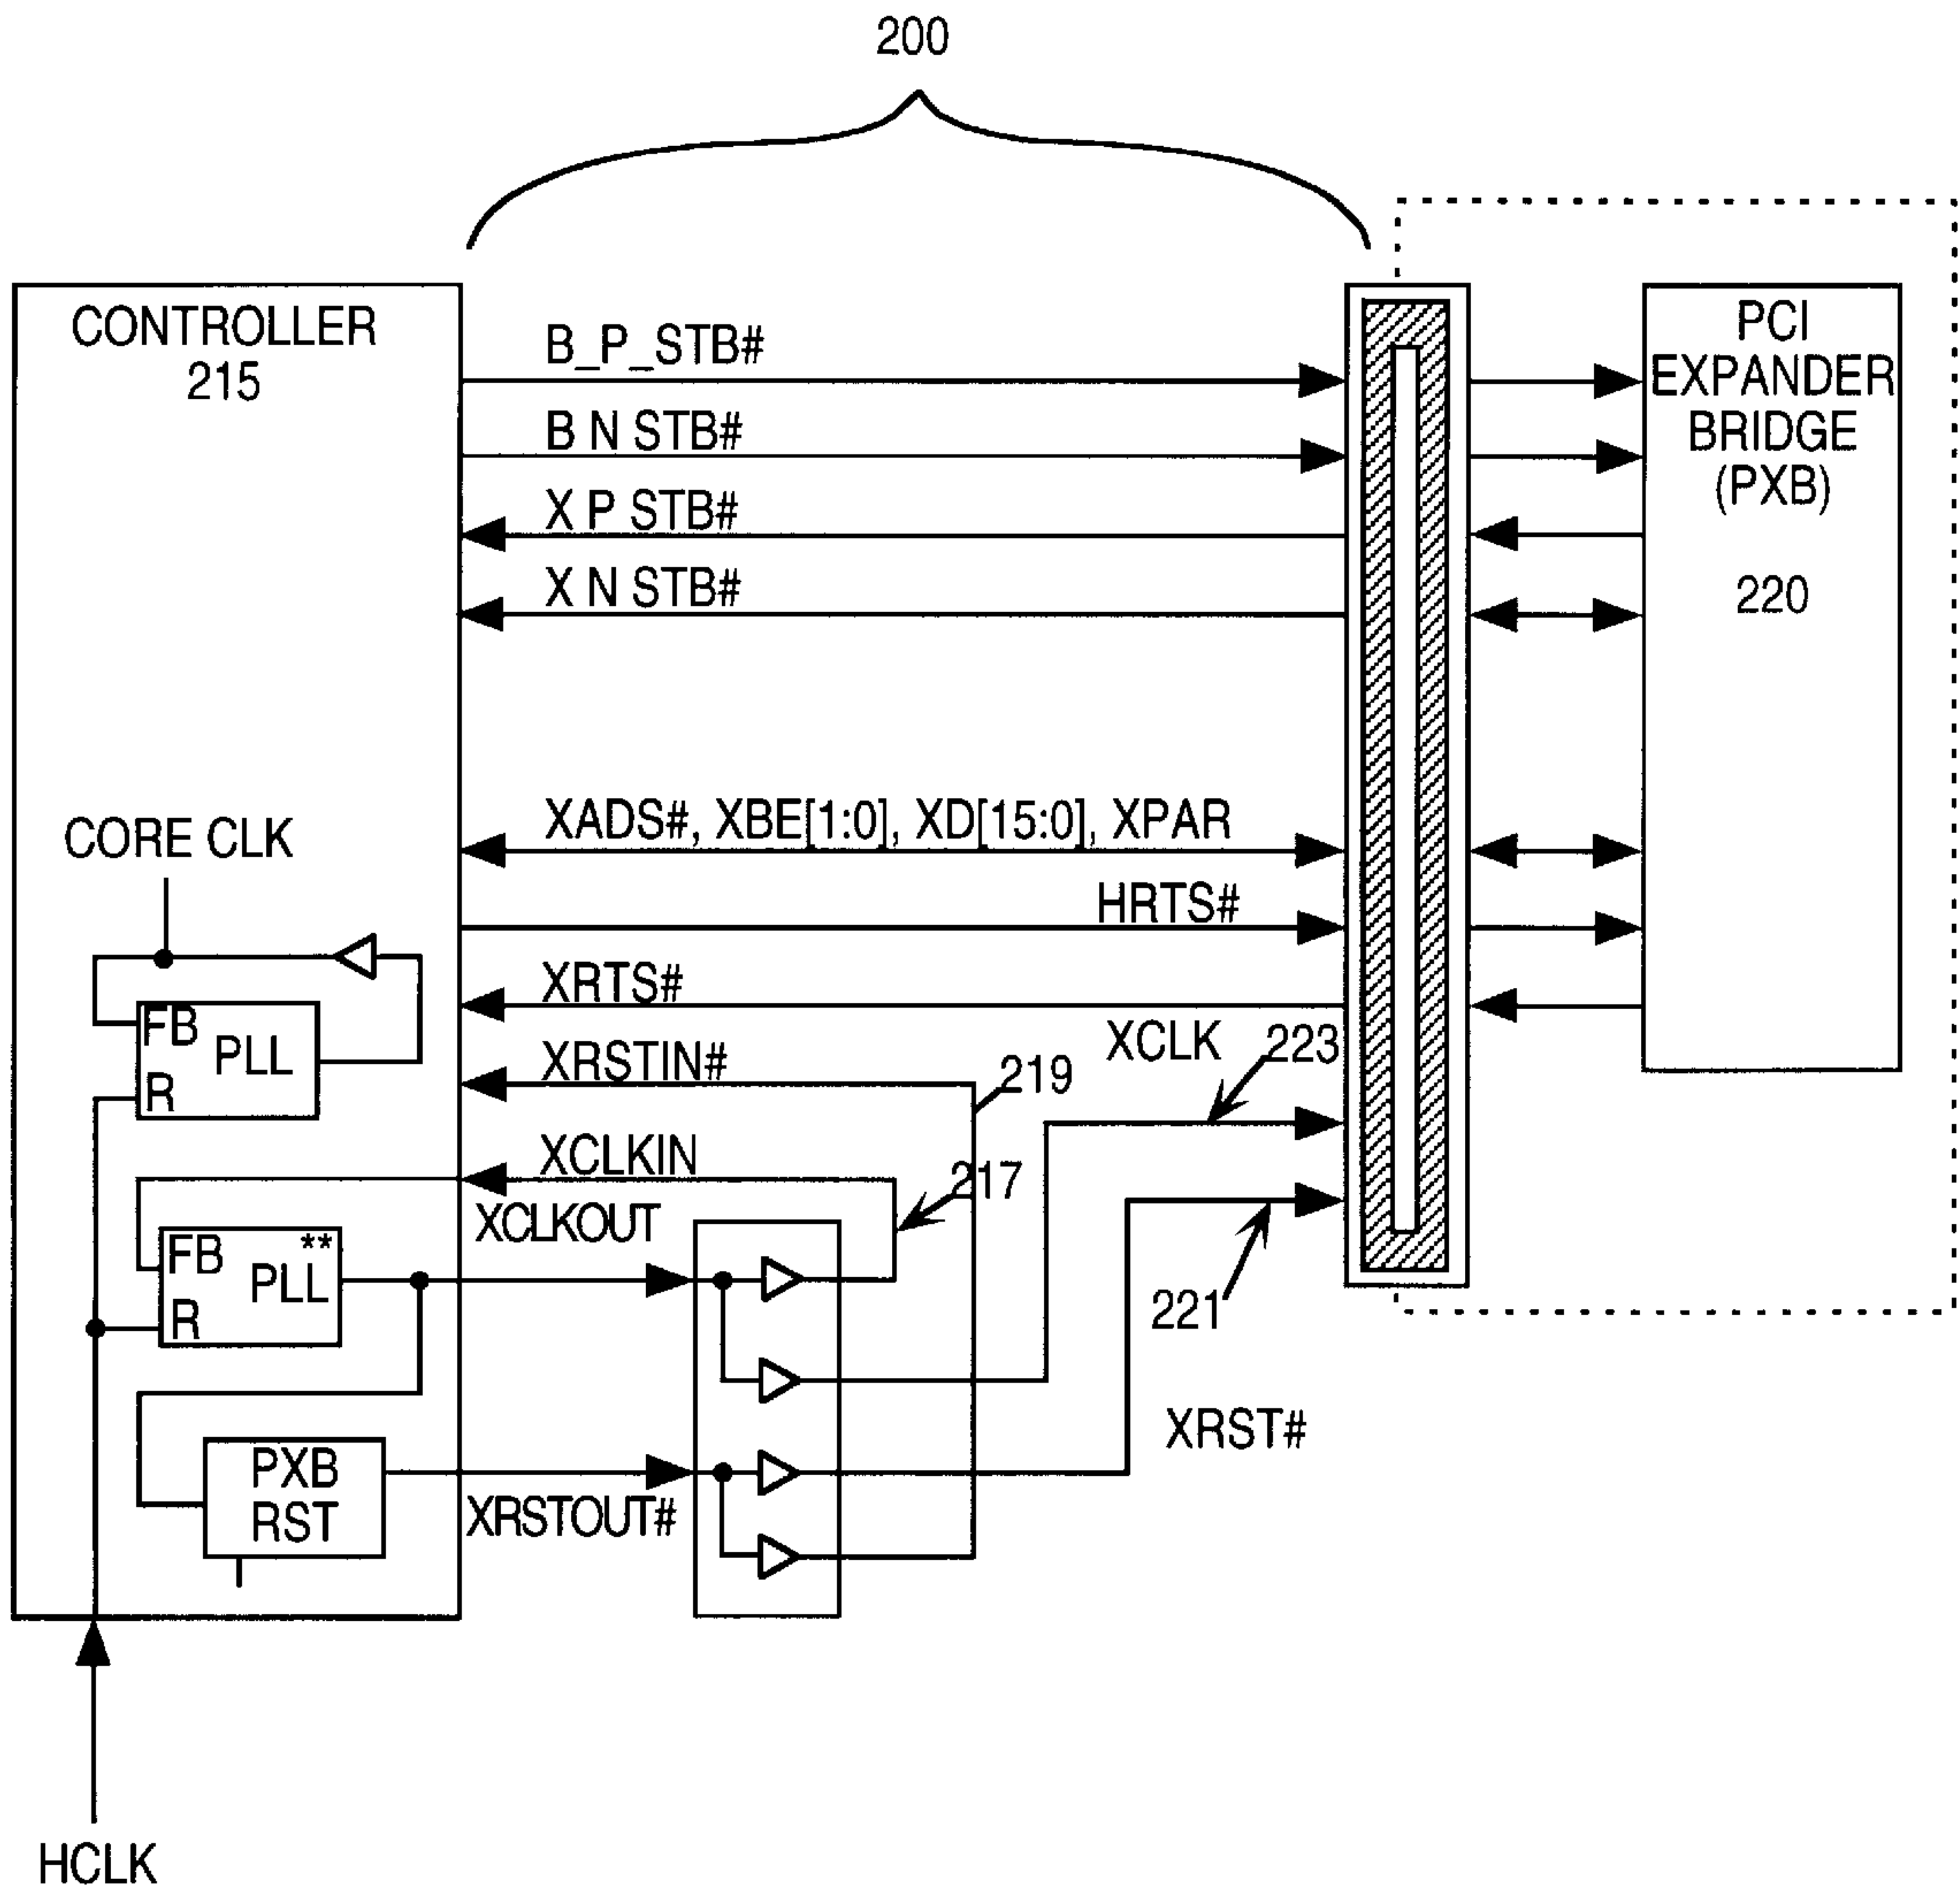 200
CONTROLLER
215
B_P_STB#
B N STB#
X P STB#
X N STB#
PCI
EXPANDER
BRIDGE
(PXB)
220
XADS#, XBE[1:0], XD[15:0], XPAR
CORE CLK
HRTS#
XRTS#
FB
PLL
R
XCLK
223
XRSTIN#
219
XCLKIN
217
XCLKOUT
FB
**
PLL
R
221
XRST#
PXB
RST
XRSTOUT#
HCLK